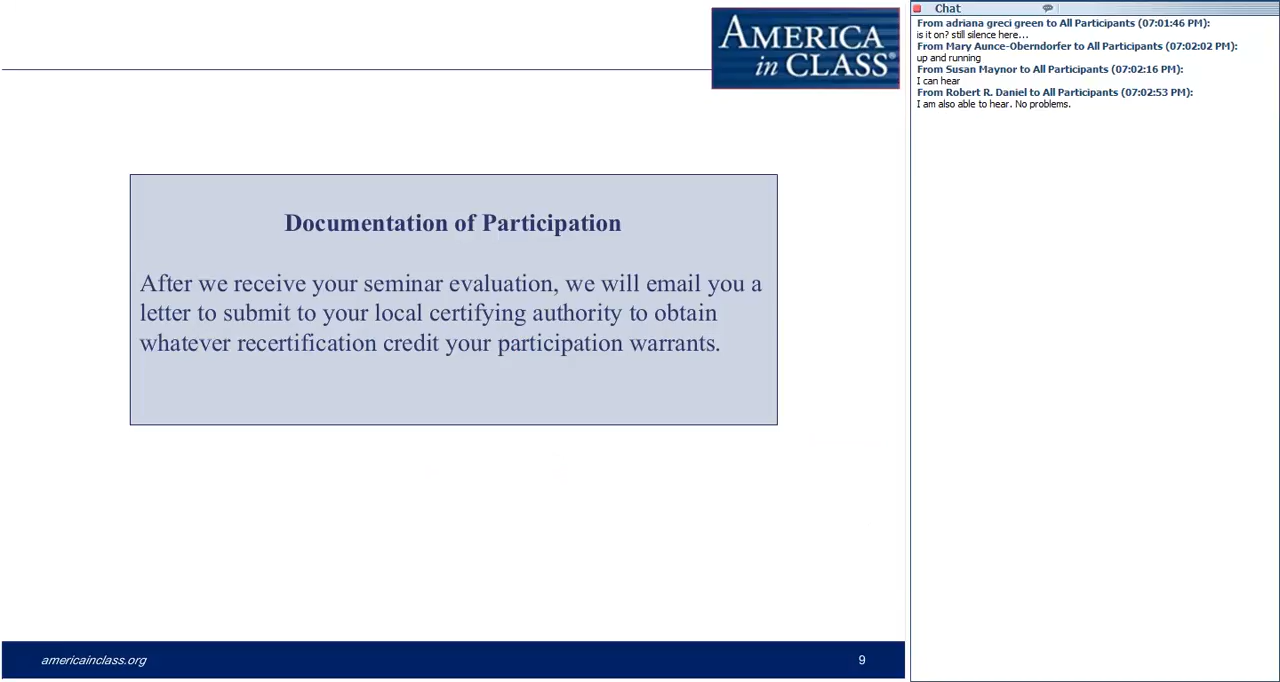 AMERICA
in CLASS®
Documentation of Participation
After we receive your seminar evaluation, we will email you a
letter to submit to your local certifying authority to obtain
whatever recertification credit your participation warrants.
americainclass.org
9
Chat
From adriana greci green to All Participants (07:01:46 PM):
is it on? still silence here...
From Mary Aunce-Oberndorfer to All Participants (07:02:02 PM):
up and running
From Susan Maynor to All Participants (07:02:16 PM):
I can hear
From Robert R. Daniel to All Participants (07:02:53 PM):
I am also able to hear. No problems.